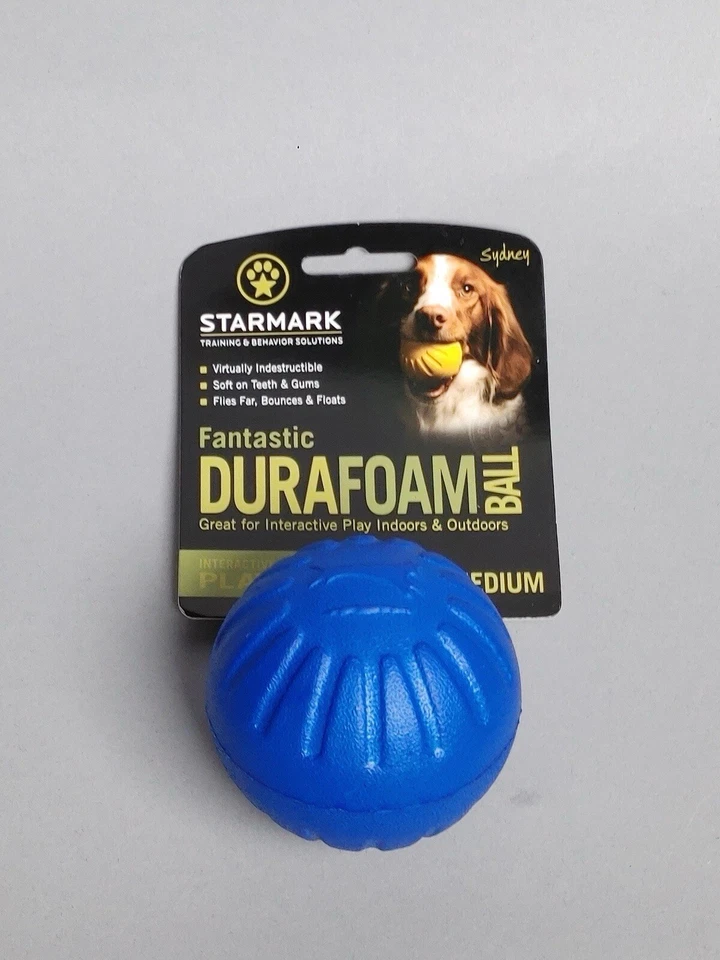 Sydney
STARMARK
TRAINING & BEHAVIOR SOLUTIONS
Virtually Indestructible
Soft on Teeth & Gums
Flies Far, Bounces & Floats
Fantastic
DURAFOAM
BALL
Great for Interactive Play Indoors & Outdoors
INTERACTIVE
PLA
EDIUM